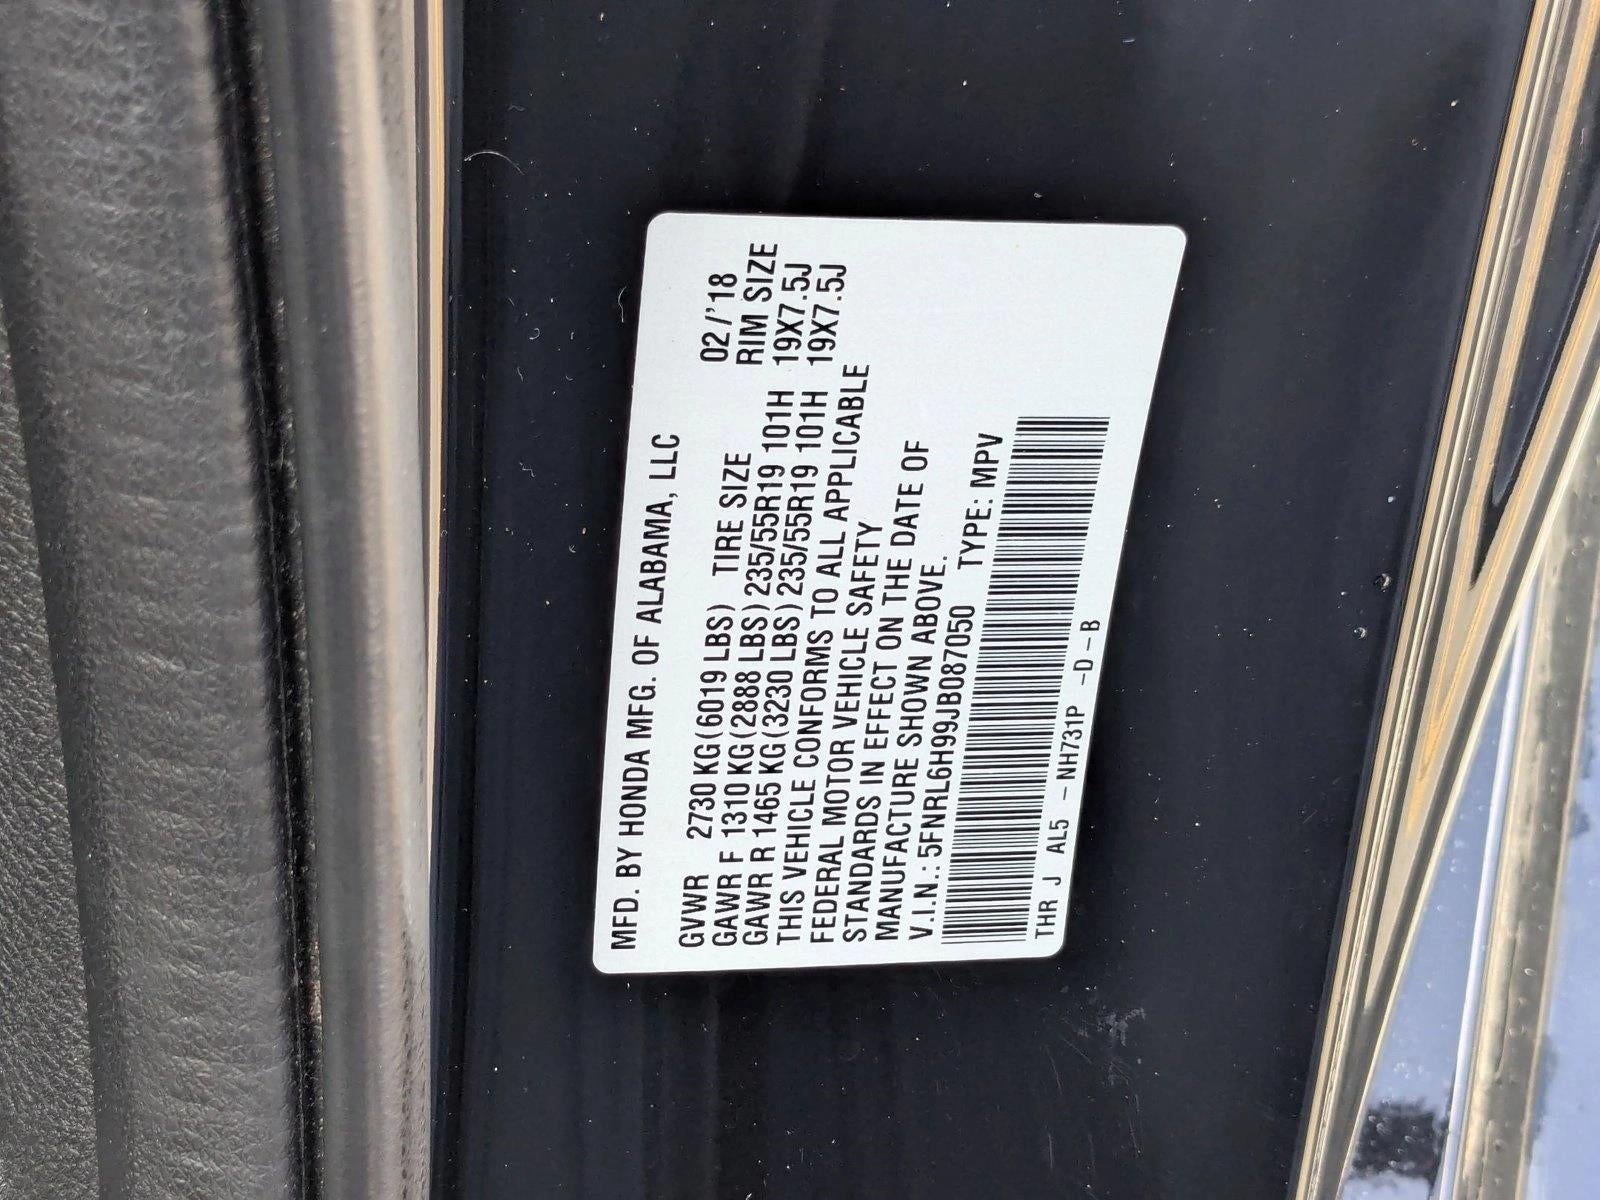 MFD. BY HONDA MFG. OF ALABAMA, LLC
02/'18
GVWR 2730 KG (6019 LBS) TIRE SIZE RIM SIZE
GAWR F 1310 KG (2888 LBS) 235/55R19 101H 19X7.5J
GAWR R 1465 KG (3230 LBS) 235/55R19 101H 19X7.5J
THIS VEHICLE CONFORMS TO ALL APPLICABLE
FEDERAL MOTOR VEHICLE SAFETY
STANDARDS IN EFFECT ON THE DATE OF
MANUFACTURE SHOWN ABOVE.
V.I.N.: 5FNRL6H99JB087050 TYPE: MPV
THR J AL5 - NH731P -D-B